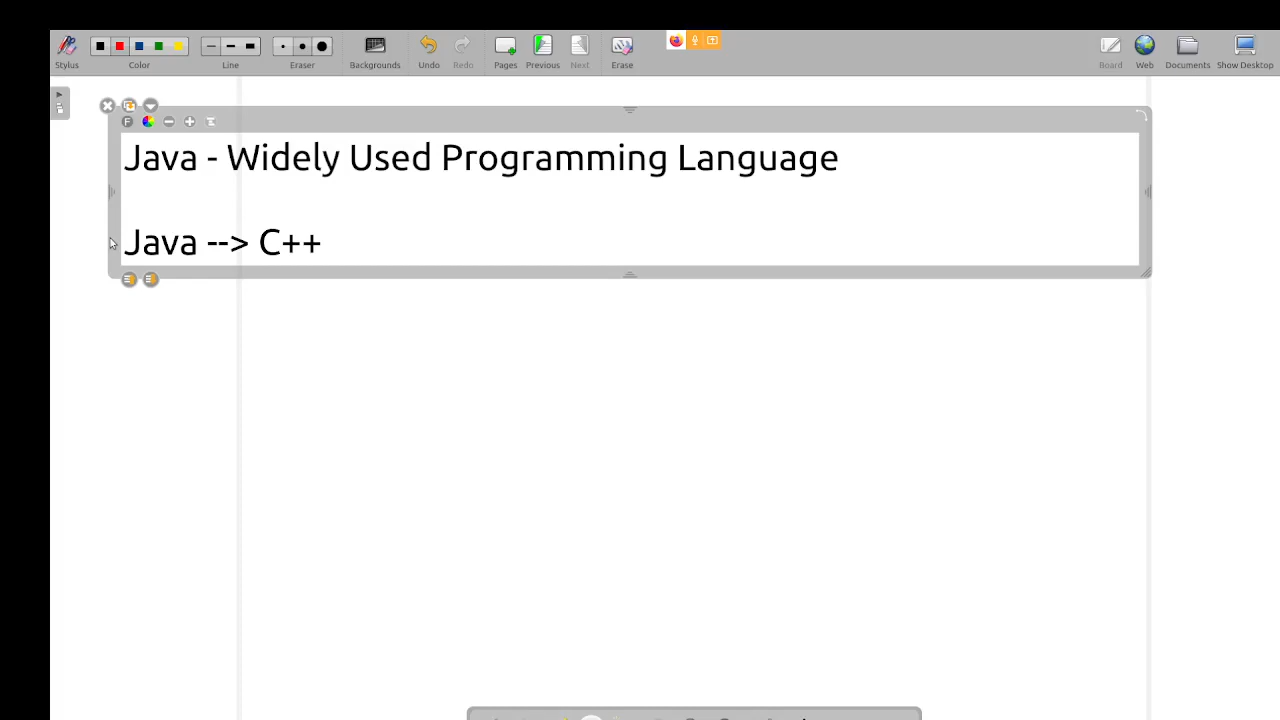 Stylus
Color
Line
Eraser
Backgrounds
Undo
Redo
Pages
Previous
Next
Erase
Board
Web
Documents
Show Desktop
F
Java - Widely Used Programming Language
Java --> C++